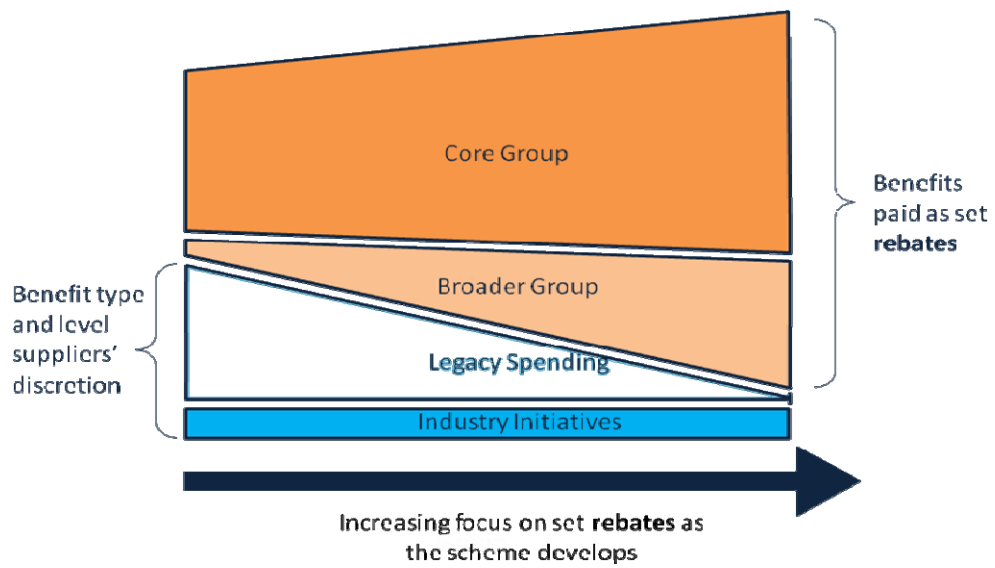 Core Group
Benefits
paid as set
rebates
Broader Group
Benefit type
and level
suppliers’
discretion
Legacy Spending
Industry Initiatives
Increasing focus on set rebates as
the scheme develops